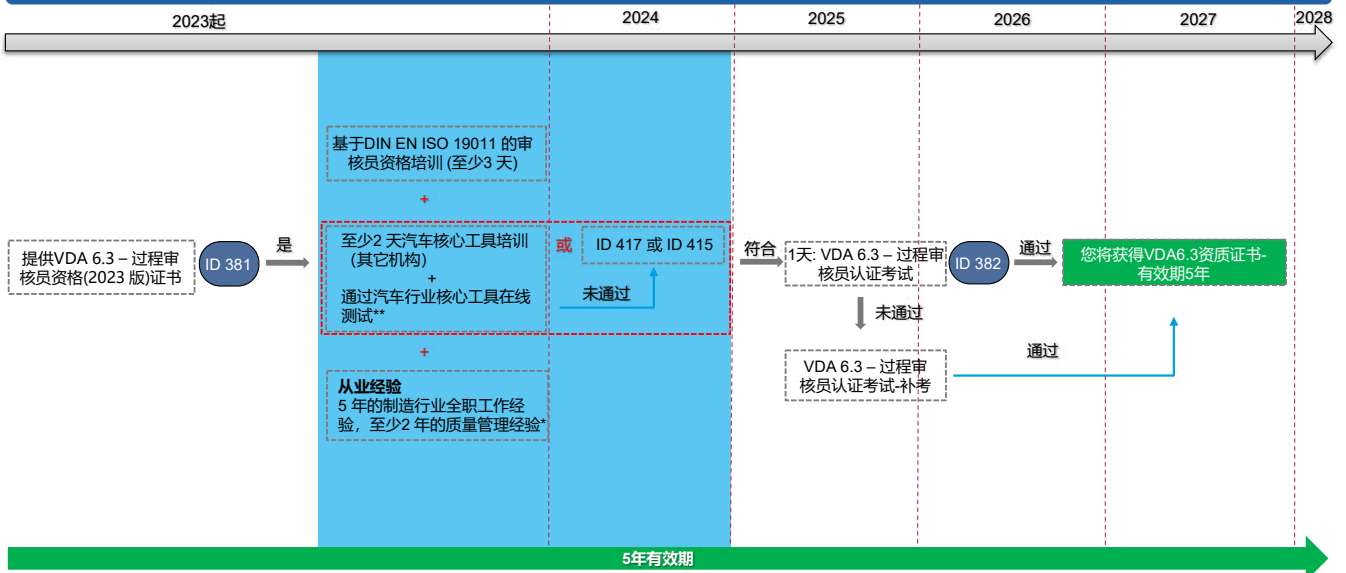 2023起
2024
2025
2026
2027
2028
基于DIN EN ISO 19011 的审
核员资格培训 (至少3 天)
+
提供VDA 6.3 – 过程审
核员资格(2023 版)证书
ID 381
是
至少2 天汽车核心工具培训
(其它机构)
+
通过汽车行业核心工具在线
测试**
或
ID 417 或 ID 415
未通过
符合
1天: VDA 6.3 – 过程审
核员认证考试
ID 382
通过
您将获得VDA6.3资质证书-
有效期5年
未通过
+
从业经验
5 年的制造行业全职工作经
验，至少2 年的质量管理经验*
VDA 6.3 – 过程审
核员认证考试-补考
通过
5年有效期